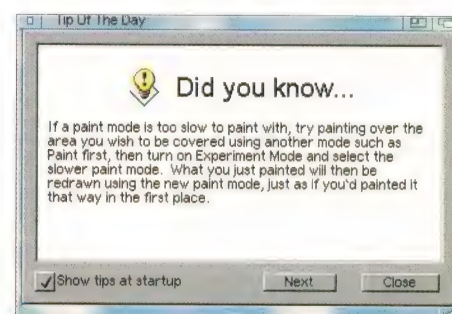 Tip Of The Day
Did you know...
If a paint mode is too slow to paint with, try painting over the
area you wish to be covered using another mode such as
Paint first, then turn on Experiment Mode and select the
slower paint mode. What you just painted will then be
redrawn using the new paint mode, just as if you'd painted it
that way in the first place.
Show tips at startup
Next
Close